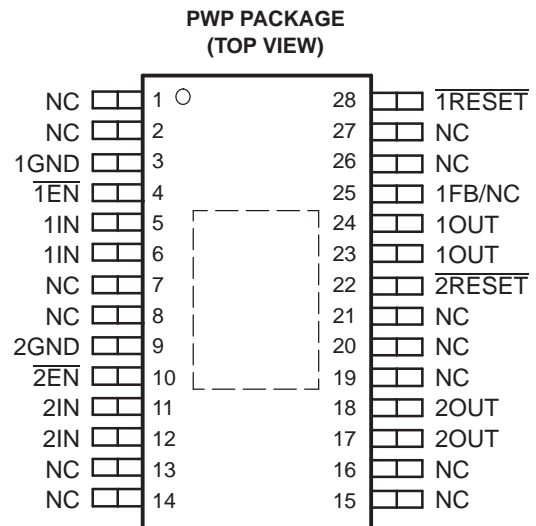 PWP PACKAGE
(TOP VIEW)
NC 1 28 1RESET
NC 2 27 NC
1GND 3 26 NC
1EN 4 25 1FB/NC
1IN 5 24 1OUT
1IN 6 23 1OUT
NC 7 22 2RESET
NC 8 21 NC
2GND 9 20 NC
2EN 10 19 NC
2IN 11 18 2OUT
2IN 12 17 2OUT
NC 13 16 NC
NC 14 15 NC